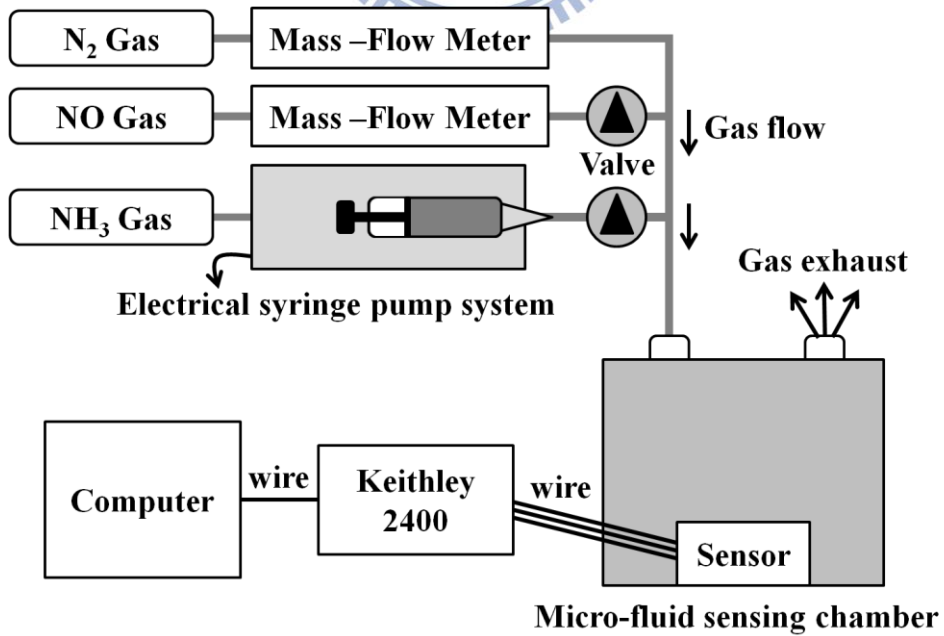 N₂ Gas
Mass –Flow Meter
NO Gas
Mass –Flow Meter
Gas flow
Valve
NH₃ Gas
Gas exhaust
Electrical syringe pump system
Computer
wire
Keithley
2400
wire
Sensor
Micro-fluid sensing chamber